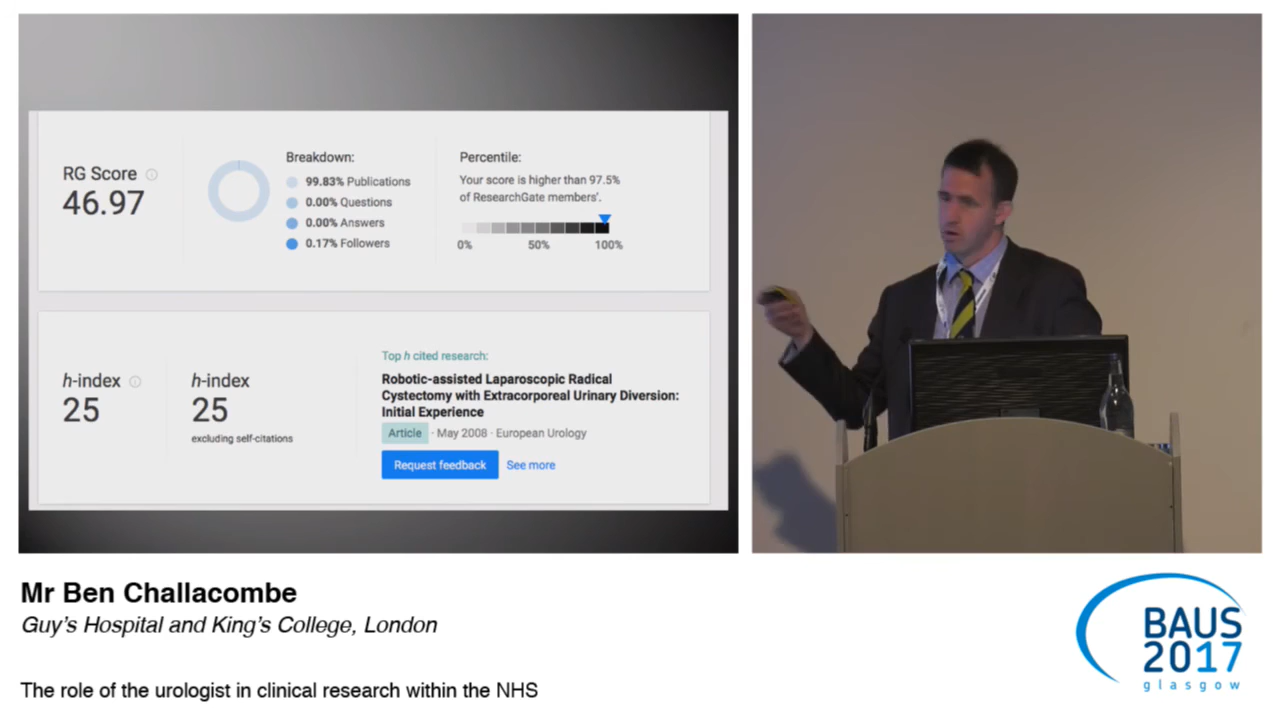 RG Score
46.97
Breakdown:
99.83% Publications
0.00% Questions
0.00% Answers
0.17% Followers
Percentile:
Your score is higher than 97.5%
of ResearchGate members'.
0% 50% 100%
h-index
25
h-index
25
excluding self-citations
Top h cited research:
Robotic-assisted Laparoscopic Radical
Cystectomy with Extracorporeal Urinary Diversion:
Initial Experience
Article · May 2008 · European Urology
Request feedback See more
Mr Ben Challacombe
Guy's Hospital and King's College, London
The role of the urologist in clinical research within the NHS
BAUS
2017
glasgow